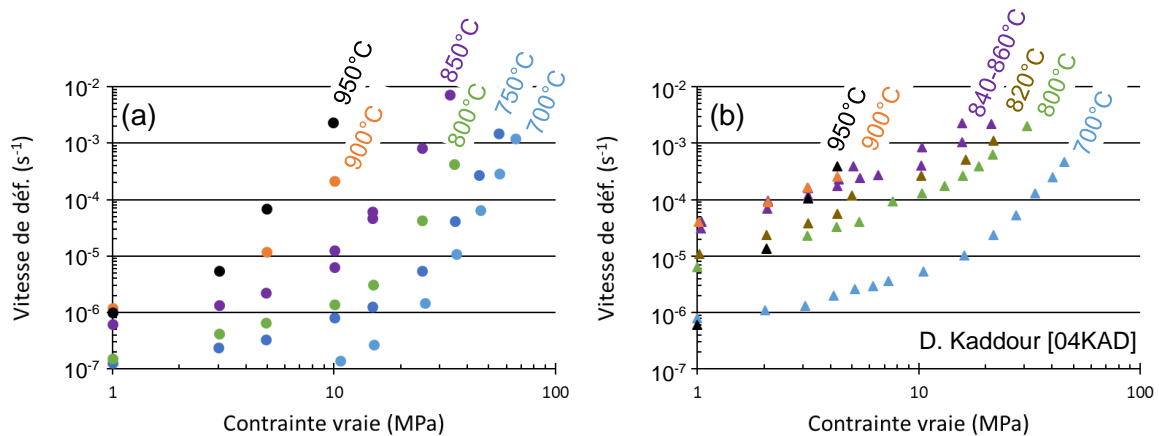 (a)
Vitesse de déf. (s-1)
10-2
10-3
10-4
10-5
10-6
10-7
950°C
900°C
850°C
800°C
750°C
700°C
1
10
100
Contrainte vraie (MPa)
(b)
Vitesse de déf. (s-1)
10-2
10-3
10-4
10-5
10-6
10-7
950°C
900°C
840-860°C
820°C
800°C
700°C
D. Kaddour [04KAD]
1
10
100
Contrainte vraie (MPa)